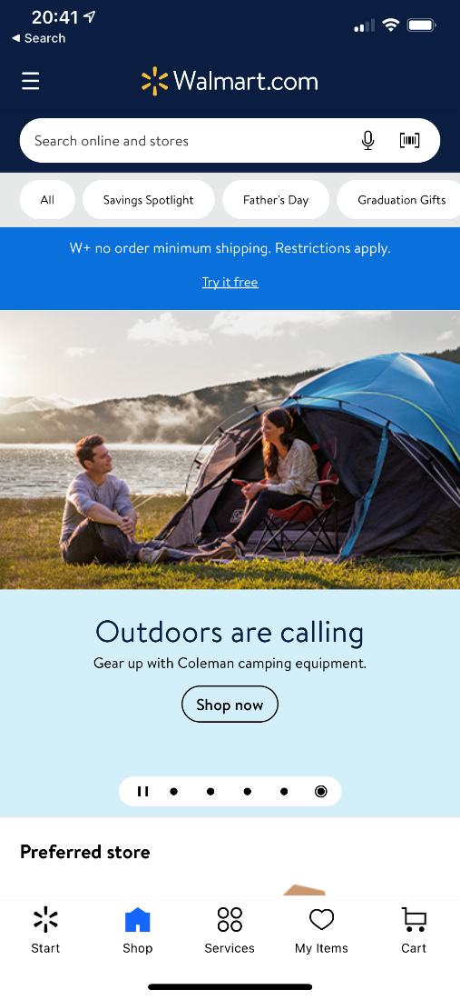 20:41
Search
Walmart.com
Search online and stores
All Savings Spotlight Father's Day Graduation Gifts
W+ no order minimum shipping. Restrictions apply.
Try it free
Outdoors are calling
Gear up with Coleman camping equipment.
Shop now
Preferred store
Start Shop Services My Items Cart